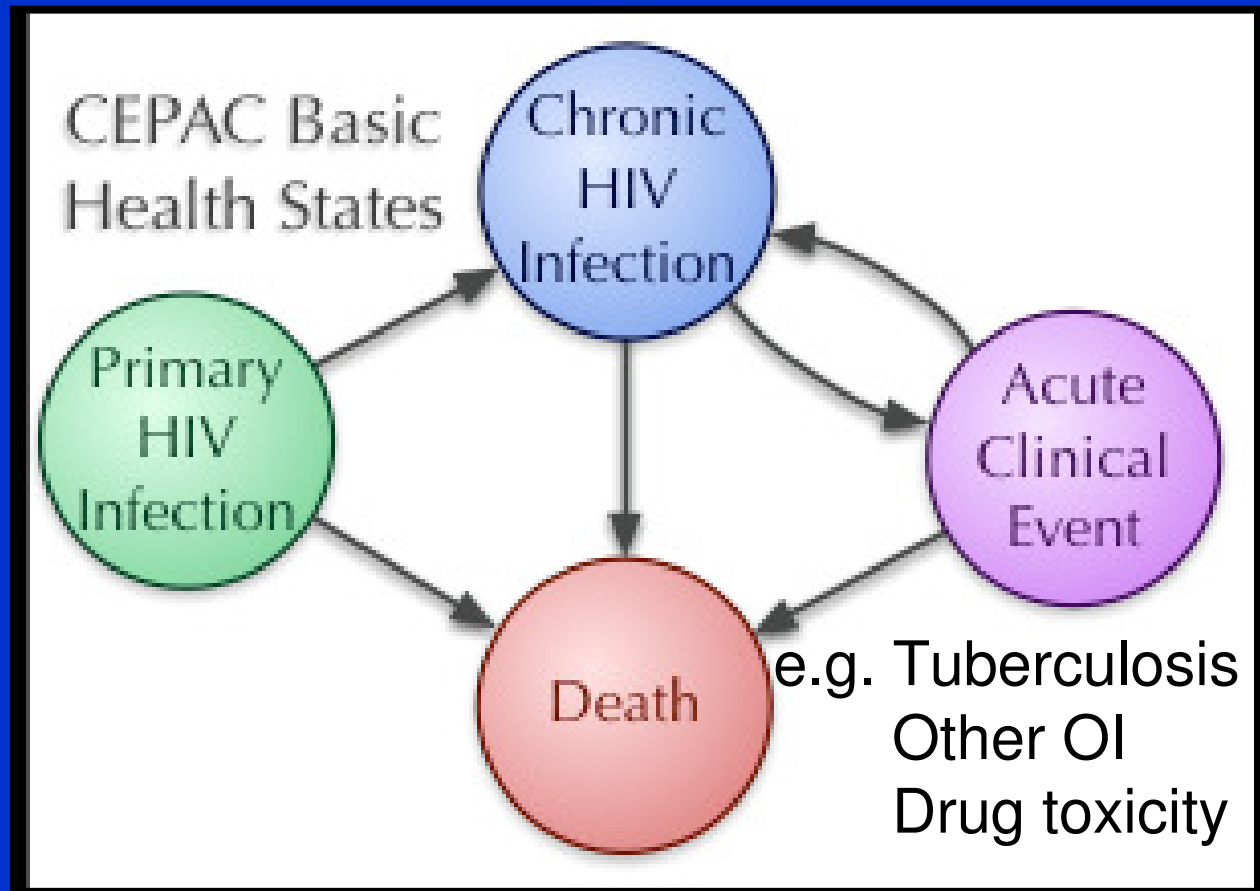 CEPAC Basic
Health States
Chronic
HIV
Infection
Primary
HIV
Infection
Acute
Clinical
Event
Death
e.g. Tuberculosis
Other OI
Drug toxicity